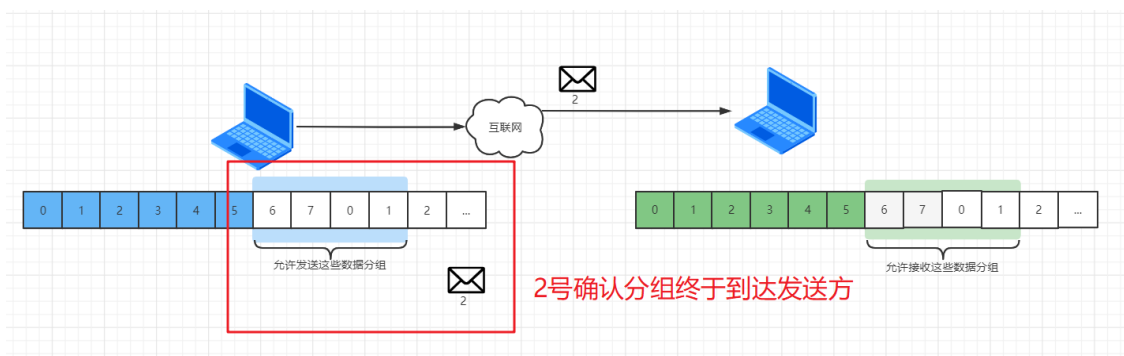 2
互联网
0 1 2 3 4 5 6 7 0 1 2 ...
0 1 2 3 4 5 6 7 0 1 2 ...
允许发送这些数据分组
允许接收这些数据分组
2
2号确认分组终于到达发送方